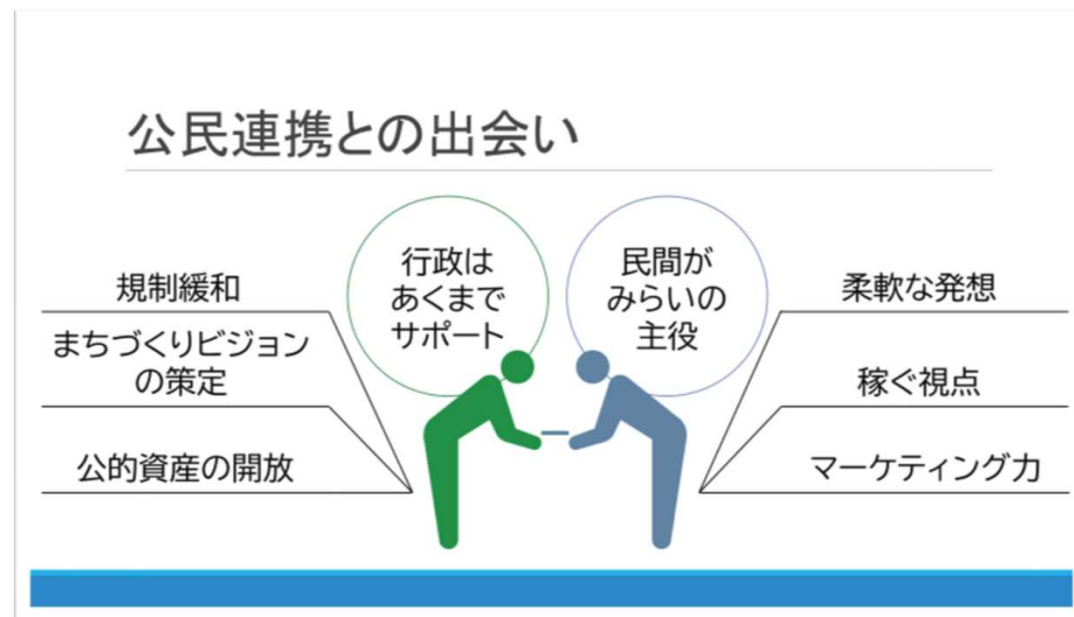 公民連携との出会い
規制緩和
まちづくりビジョン
の策定
公的資産の開放
行政は
あくまで
サポート
民間が
みらいの
主役
柔軟な発想
稼ぐ視点
マーケティング力